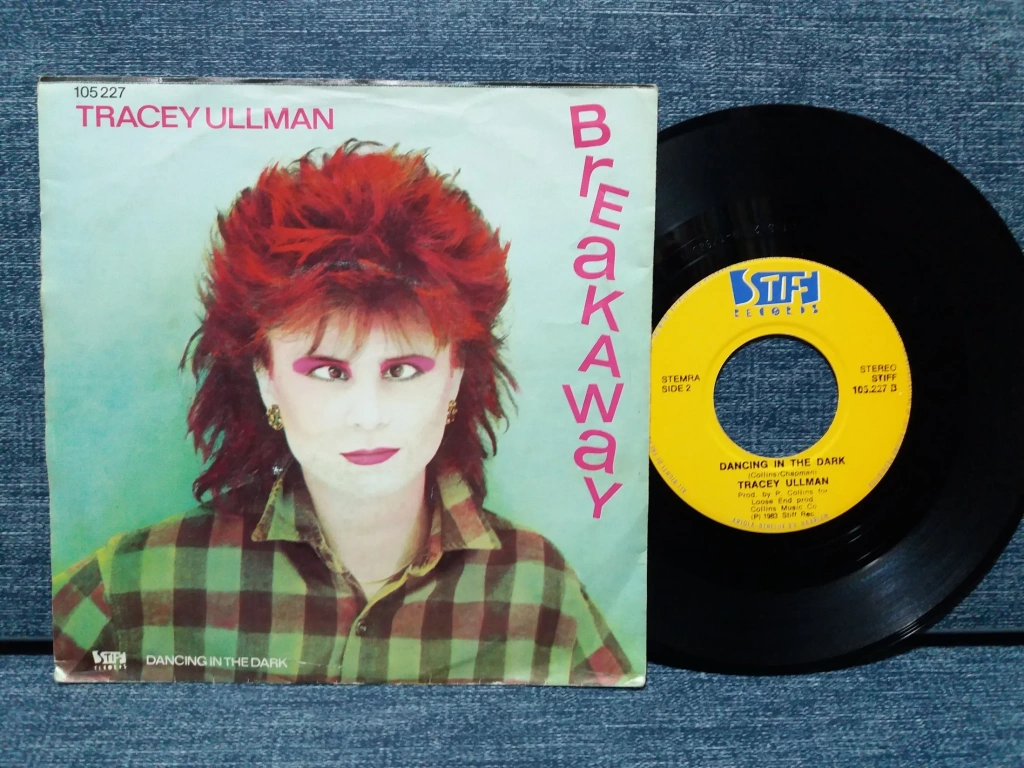 105 227
TRACEY ULLMAN
BrEaKAWaY
STIFF
RECORDS
DANCING IN THE DARK
STIFF
RECORDS
STEMRA
SIDE 2
STEREO
STIFF
105.227 B
DANCING IN THE DARK
(Collins/Chapman)
TRACEY ULLMAN
Prod. by P. Collins for
Loose End prod.
Collins Music Co
(P) 1983 Stiff Rec.